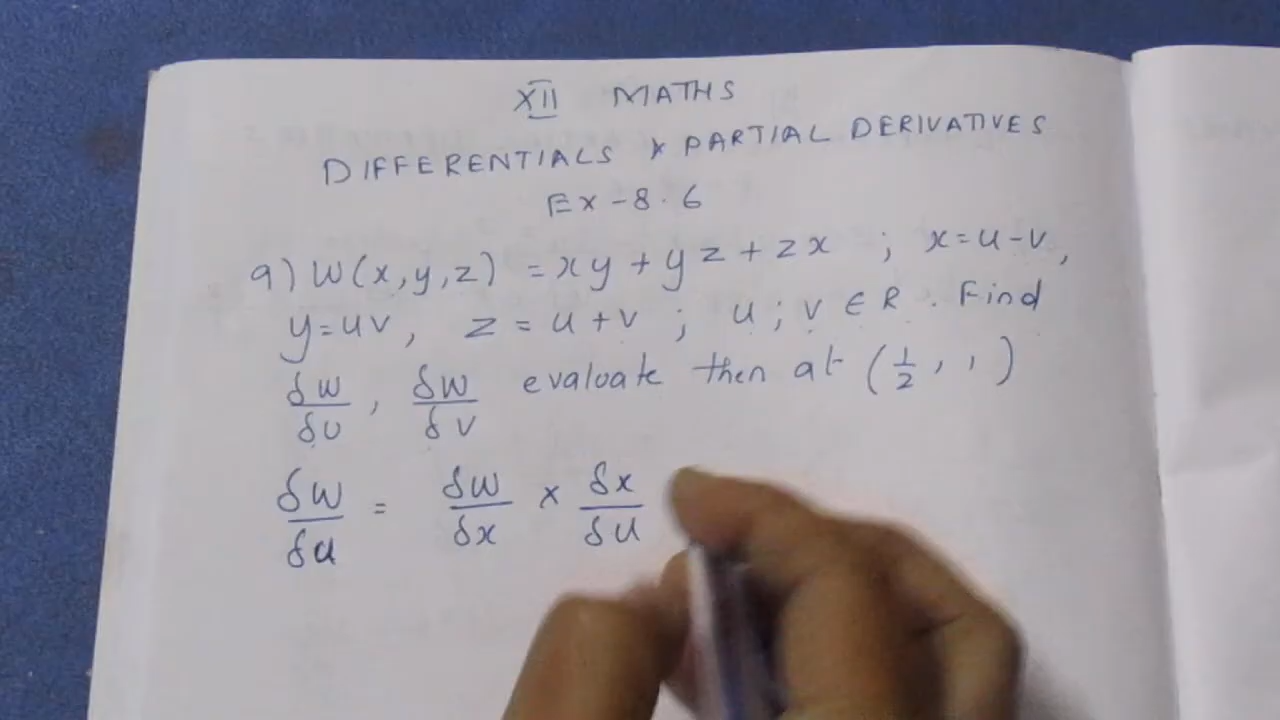 XII MATHS
DIFFERENTIALS & PARTIAL DERIVATIVES
Ex-8.6
9) W(x,y,z) = xy + yz + zx ; x=u-v,
y=uv, z=u+v ; u;v ∈ R. Find
δW/δU, δW/δV evaluate then at (1/2, 1)
δW/δu = δW/δx × δx/δu